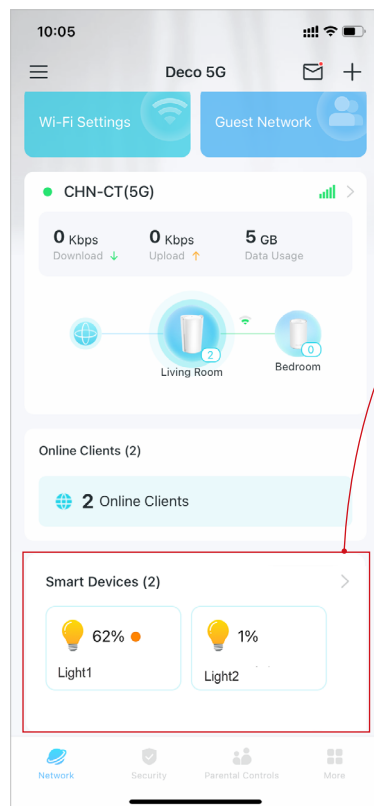 10:05
Deco 5G
Wi-Fi Settings
Guest Network
CHN-CT(5G)
0 Kbps 0 Kbps 5 GB
Download ↓ Upload ↑ Data Usage
2
0
Living Room
Bedroom
Online Clients (2)
2 Online Clients
Smart Devices (2)
62% 1%
Light1 Light2
Network Security Parental Controls More